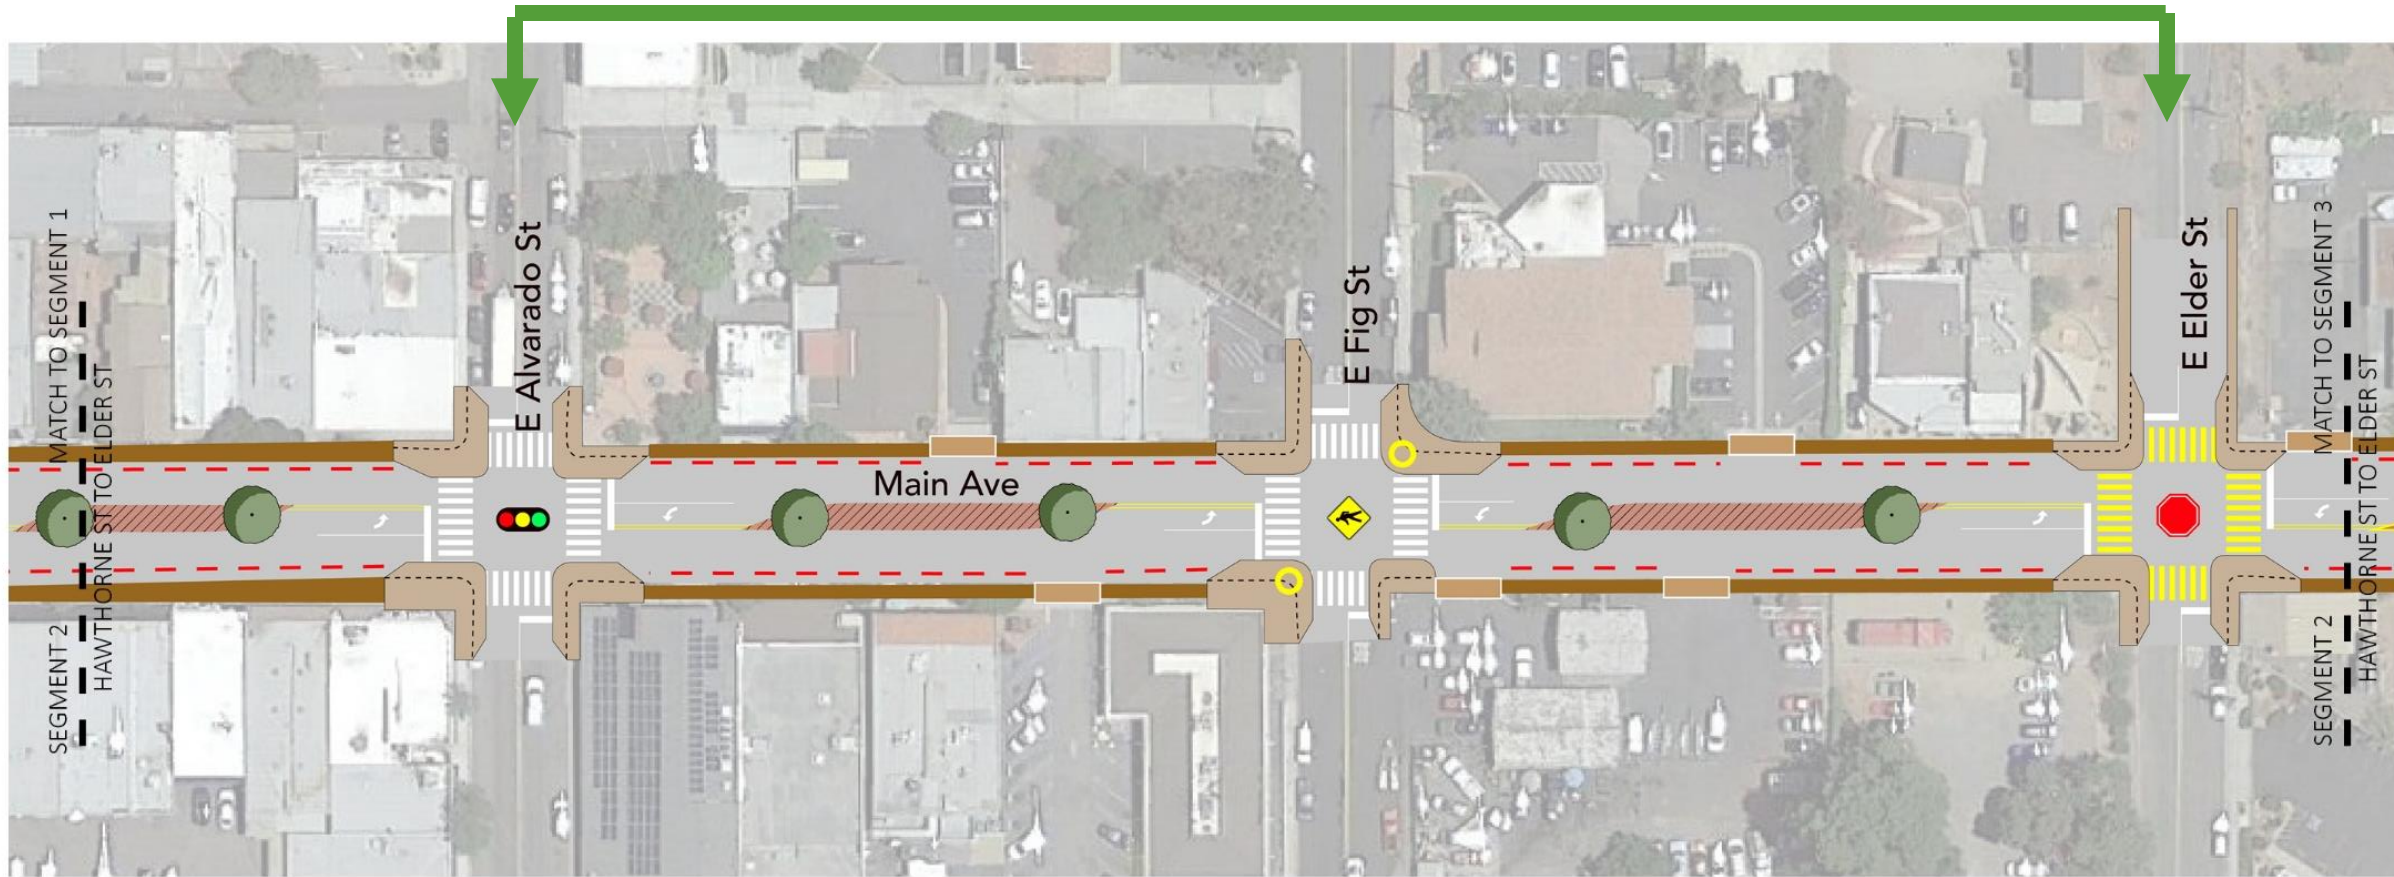 MATCH TO SEGMENT 1
HAWTHORNE ST TO ELDER ST
SEGMENT 2
E Alvarado St
Main Ave
E Fig St
E Elder St
MATCH TO SEGMENT 3
HAWTHORNE ST TO ELDER ST
SEGMENT 2